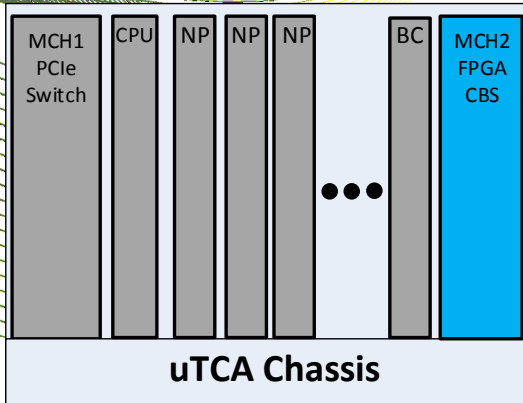 MCH1
PCIe
Switch
CPU
NP
NP
NP
BC
MCH2
FPGA
CBS
uTCA Chassis